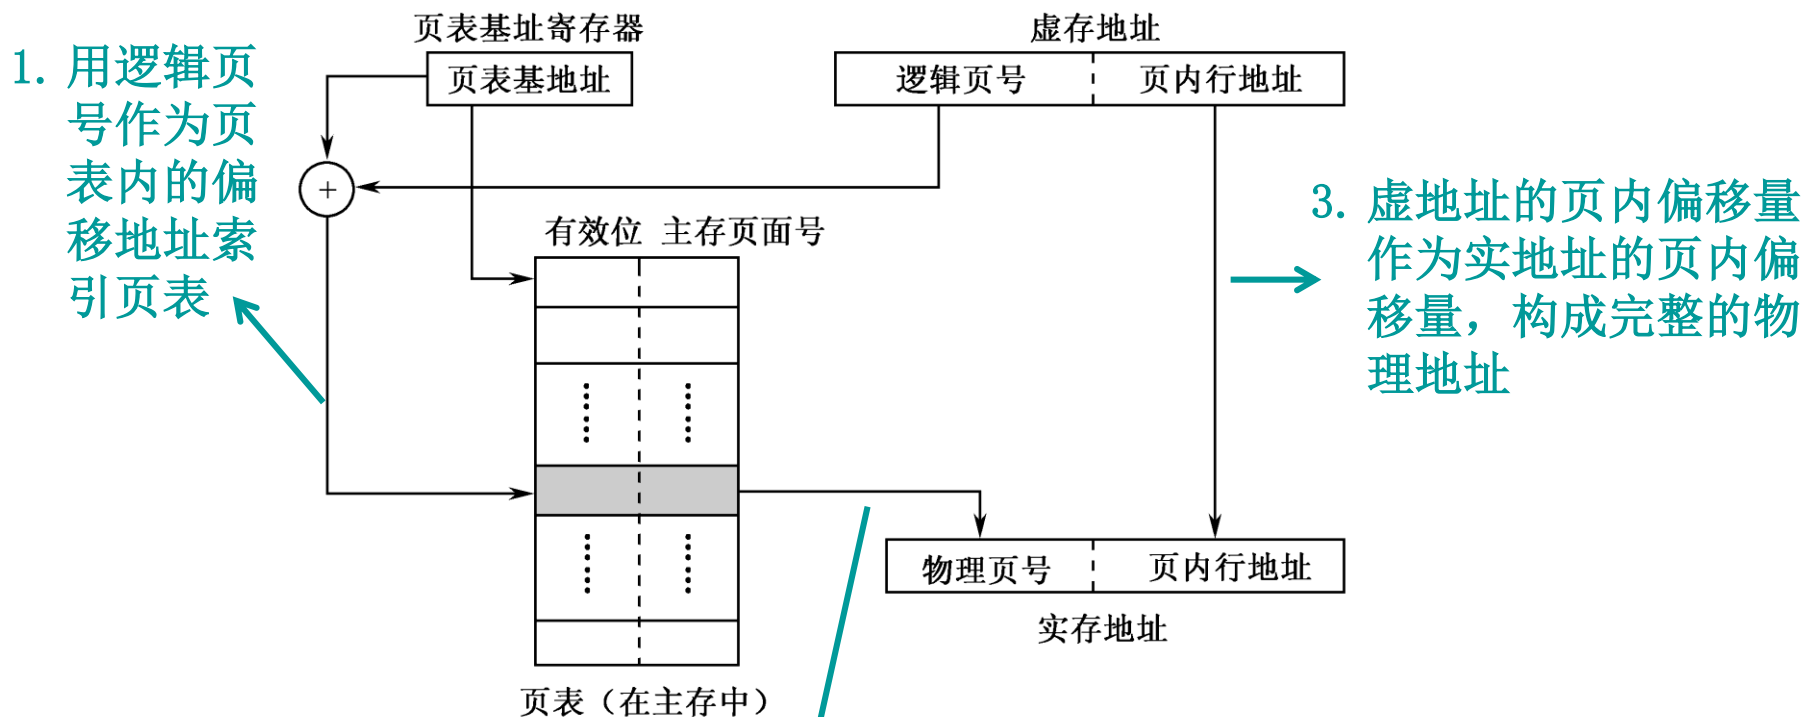 页表基址寄存器
虚存地址
页表基地址
逻辑页号
页内行地址
1. 用逻辑页
号作为页
表内的偏
移地址索
引页表
+
有效位 主存页面号
3. 虚地址的页内偏移量
作为实地址的页内偏
移量，构成完整的物
理地址
物理页号
页内行地址
实存地址
页表（在主存中）